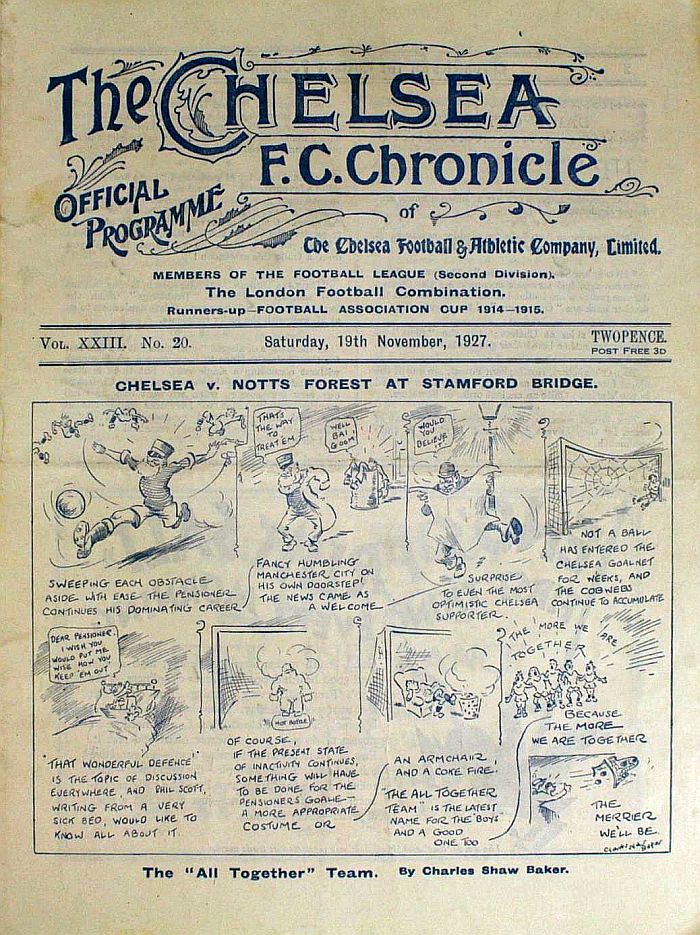 The CHELSEA
F.C. Chronicle
OFFICIAL
PROGRAMME
of
The Chelsea Football & Athletic Company, Limited.
MEMBERS OF THE FOOTBALL LEAGUE (Second Division).
The London Football Combination.
Runners-up—FOOTBALL ASSOCIATION CUP 1914—1915.
VOL. XXIII. No. 20.
Saturday, 19th November, 1927.
TWOPENCE.
POST FREE 3D
CHELSEA v. NOTTS FOREST AT STAMFORD BRIDGE.
SWEEPING EACH OBSTACLE
ASIDE WITH EASE THE PENSIONER
CONTINUES HIS DOMINATING CAREER
THAT'S
THE WAY
TO
TREAT 'EM
WELL
BAI
GOOM
FANCY HUMBLING
MANCHESTER CITY ON
HIS OWN DOORSTEP!
THE NEWS CAME AS
A WELCOME
WOULD
YOU
BELIEVE
IT
SURPRISE
TO EVEN THE MOST
OPTIMISTIC CHELSEA
SUPPORTER.
NOT A BALL
HAS ENTERED THE
CHELSEA GOALNET
FOR WEEKS, AND
THE COBWEBS
CONTINUE TO ACCUMULATE
DEAR PENSIONER.
I WISH YOU
WOULD PUT ME
WISE HOW YOU
KEEP 'EM OUT
"THAT WONDERFUL DEFENCE"
IS THE TOPIC OF DISCUSSION
EVERYWHERE, AND PHIL SCOTT,
WRITING FROM A VERY
SICK BED, WOULD LIKE TO
KNOW ALL ABOUT IT.
HOT BOTTLE
OF COURSE,
IF THE PRESENT STATE
OF INACTIVITY CONTINUES,
SOMETHING WILL HAVE
TO BE DONE FOR THE
PENSIONERS GOALIE—
A MORE APPROPRIATE
COSTUME OR
AN ARMCHAIR,
AND A COKE FIRE.
"THE ALL TOGETHER
TEAM" IS THE LATEST
NAME FOR THE 'BOYS'
AND A GOOD
ONE TOO
THE MORE WE ARE
TOGETHER
BECAUSE
THE MORE
WE ARE TOGETHER
THE
MERRIER
WE'LL BE.
The "All Together" Team. By Charles Shaw Baker.